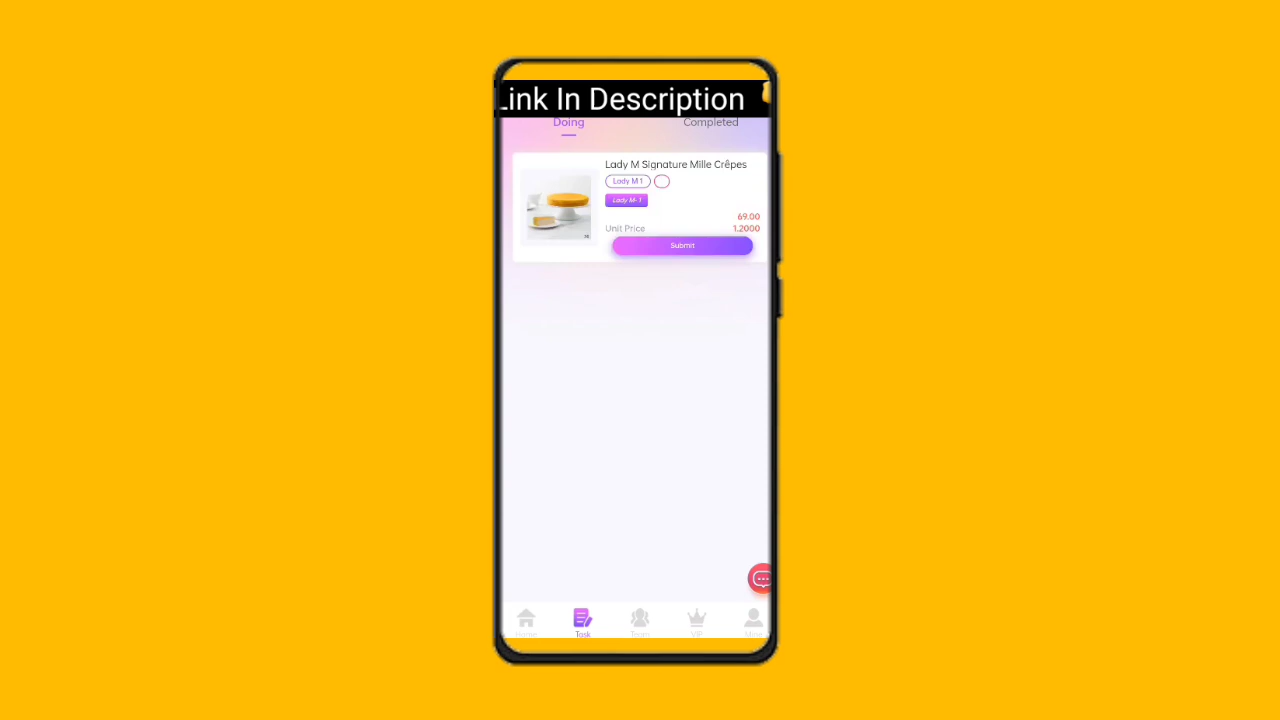 Link In Description
Doing
Completed
Lady M Signature Mille Crêpes
Lady M 1
Lady M- 1
69.00
Unit Price
1.2000
Submit
Home
Task
Team
VIP
Mine